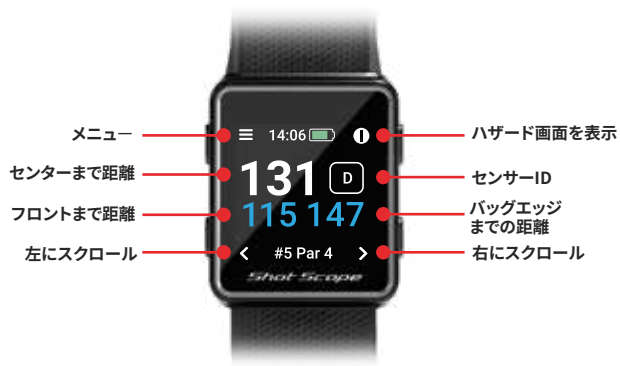 メニュー
センターまで距離
フロントまで距離
左にスクロール
14:06
131
D
115 147
#5 Par 4
Shot Scope
ハザード画面を表示
センサーID
バッグエッジ
までの距離
右にスクロール